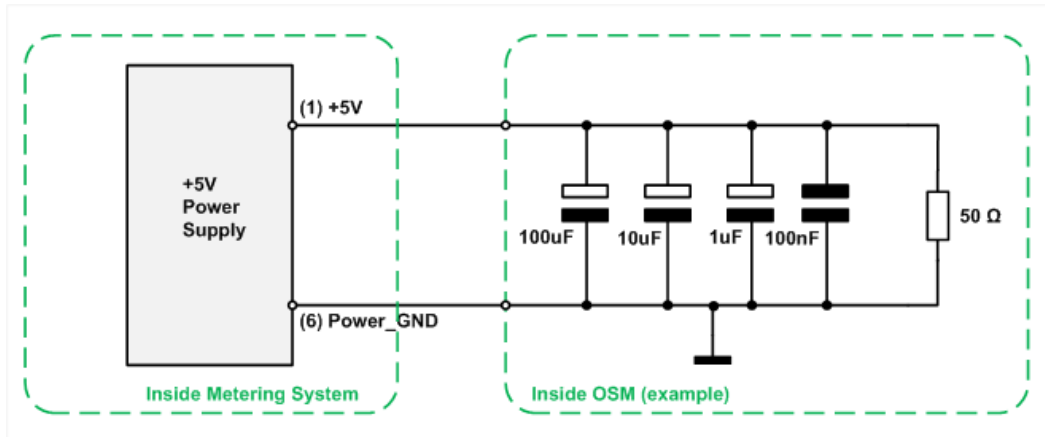 (1) +5V
+5V
Power
Supply
100uF
10uF
1uF
100nF
50 Ω
(6) Power_GND
Inside Metering System
Inside OSM (example)